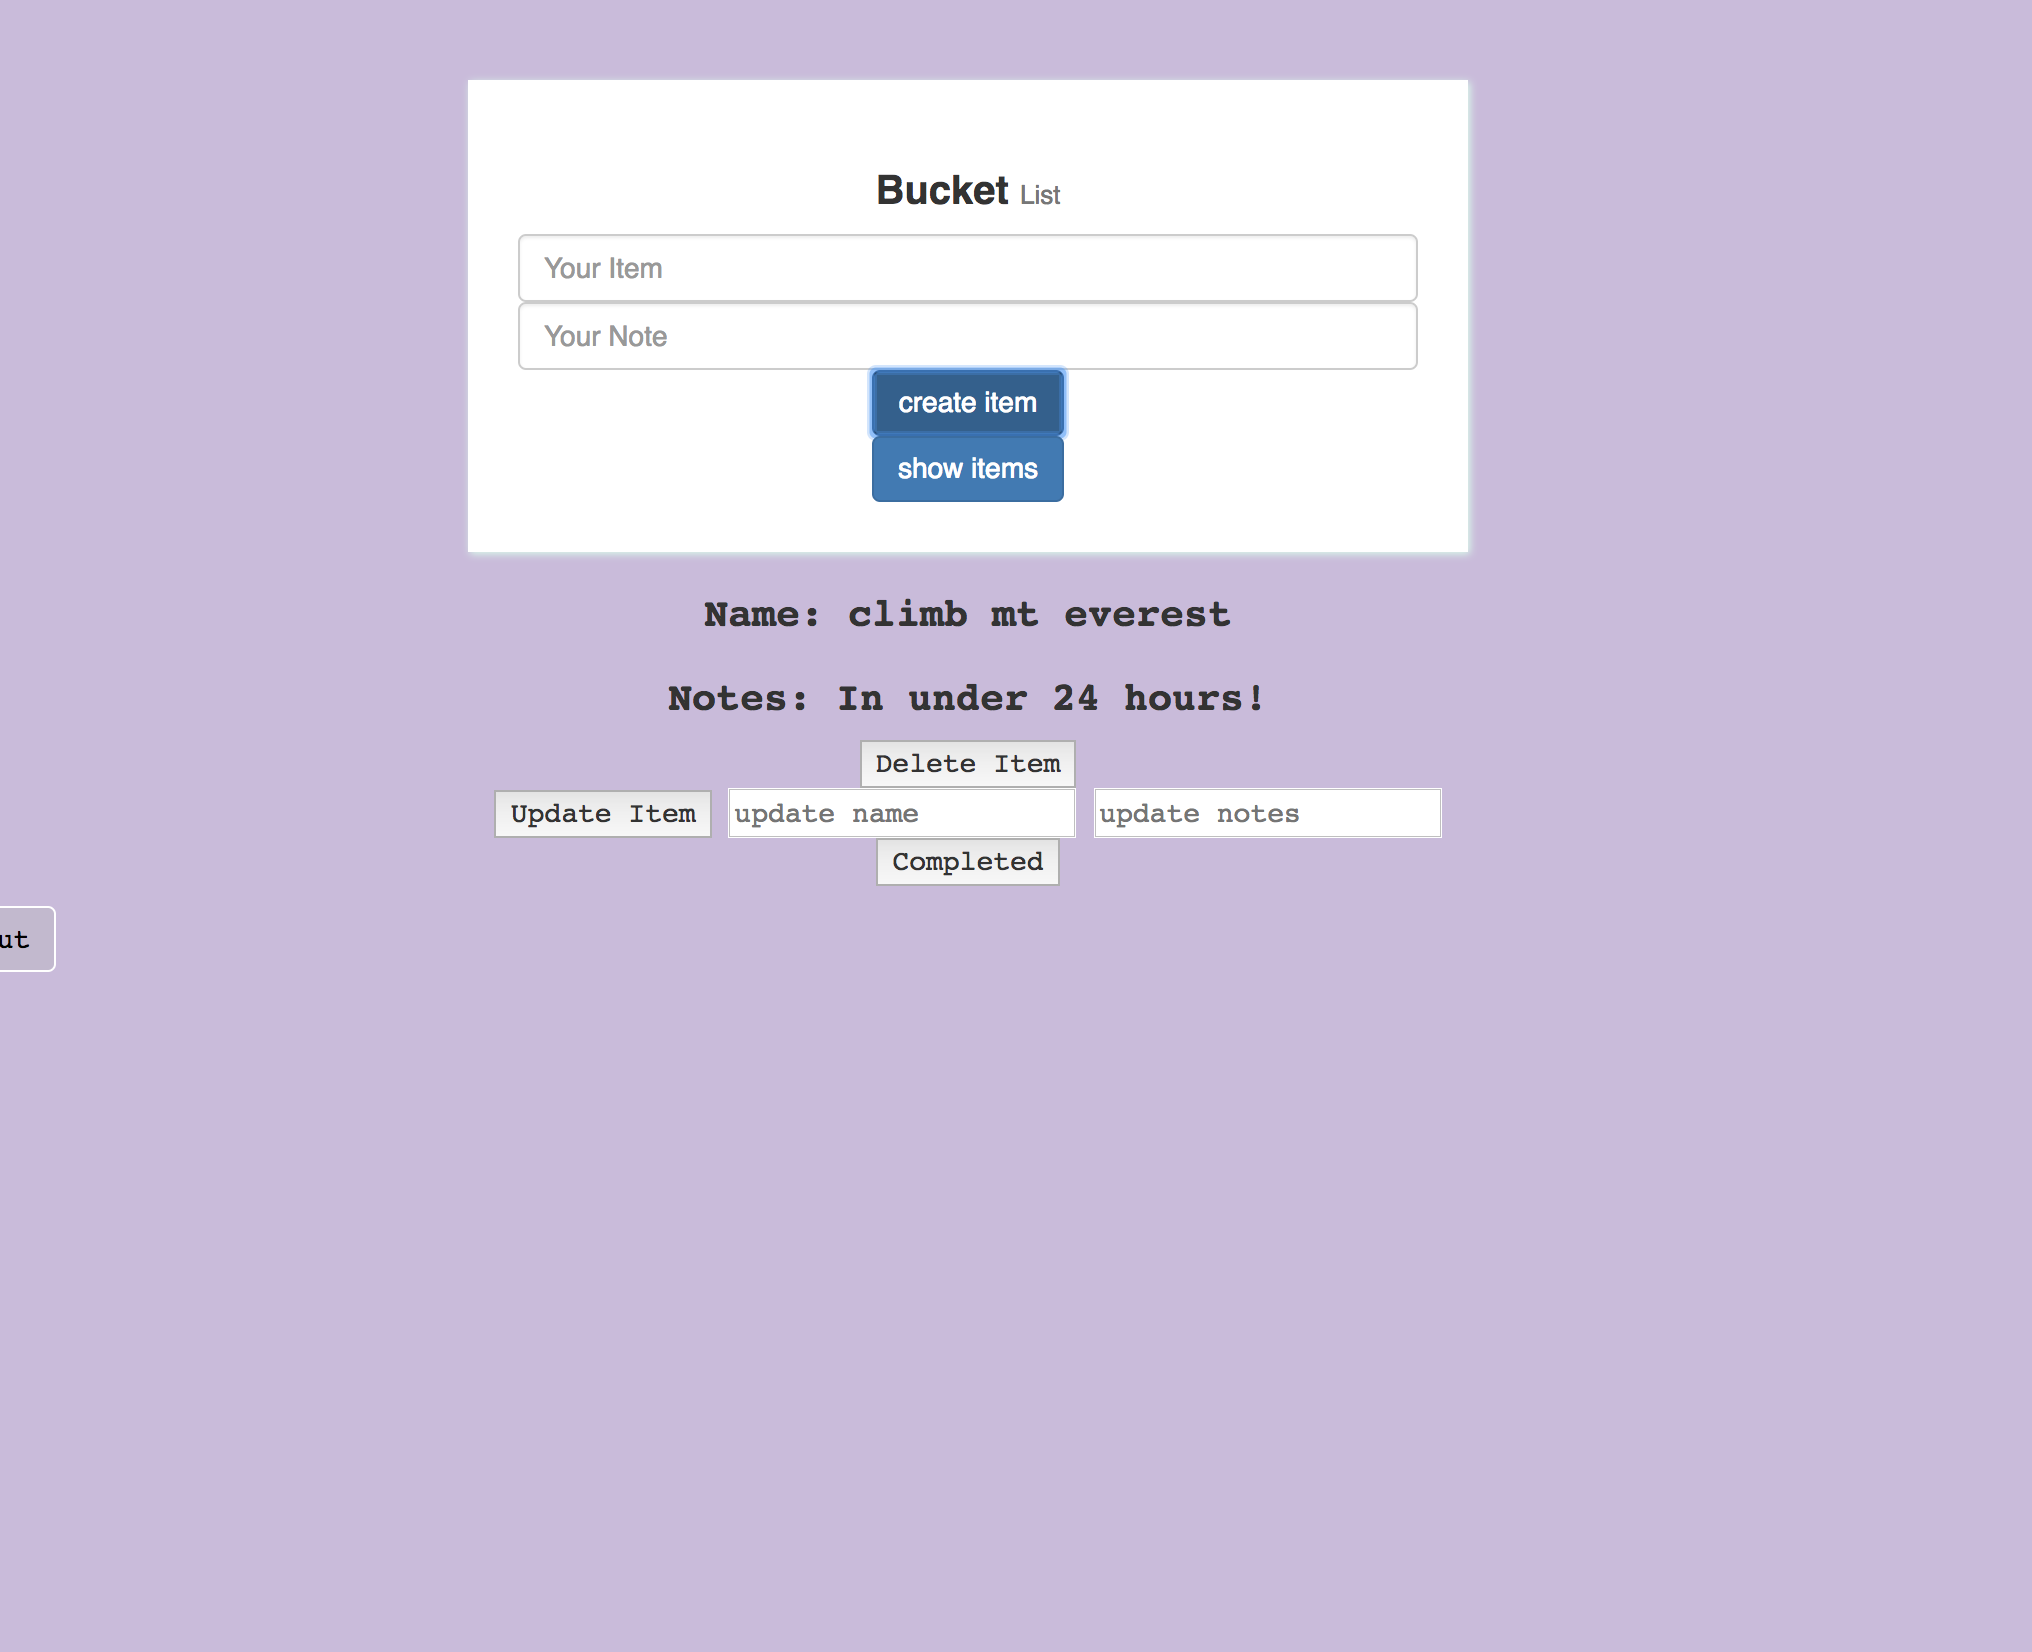 Bucket List
Your Item
Your Note
create item
show items
Name: climb mt everest
Notes: In under 24 hours!
Delete Item
Update Item update name update notes
Completed
ut